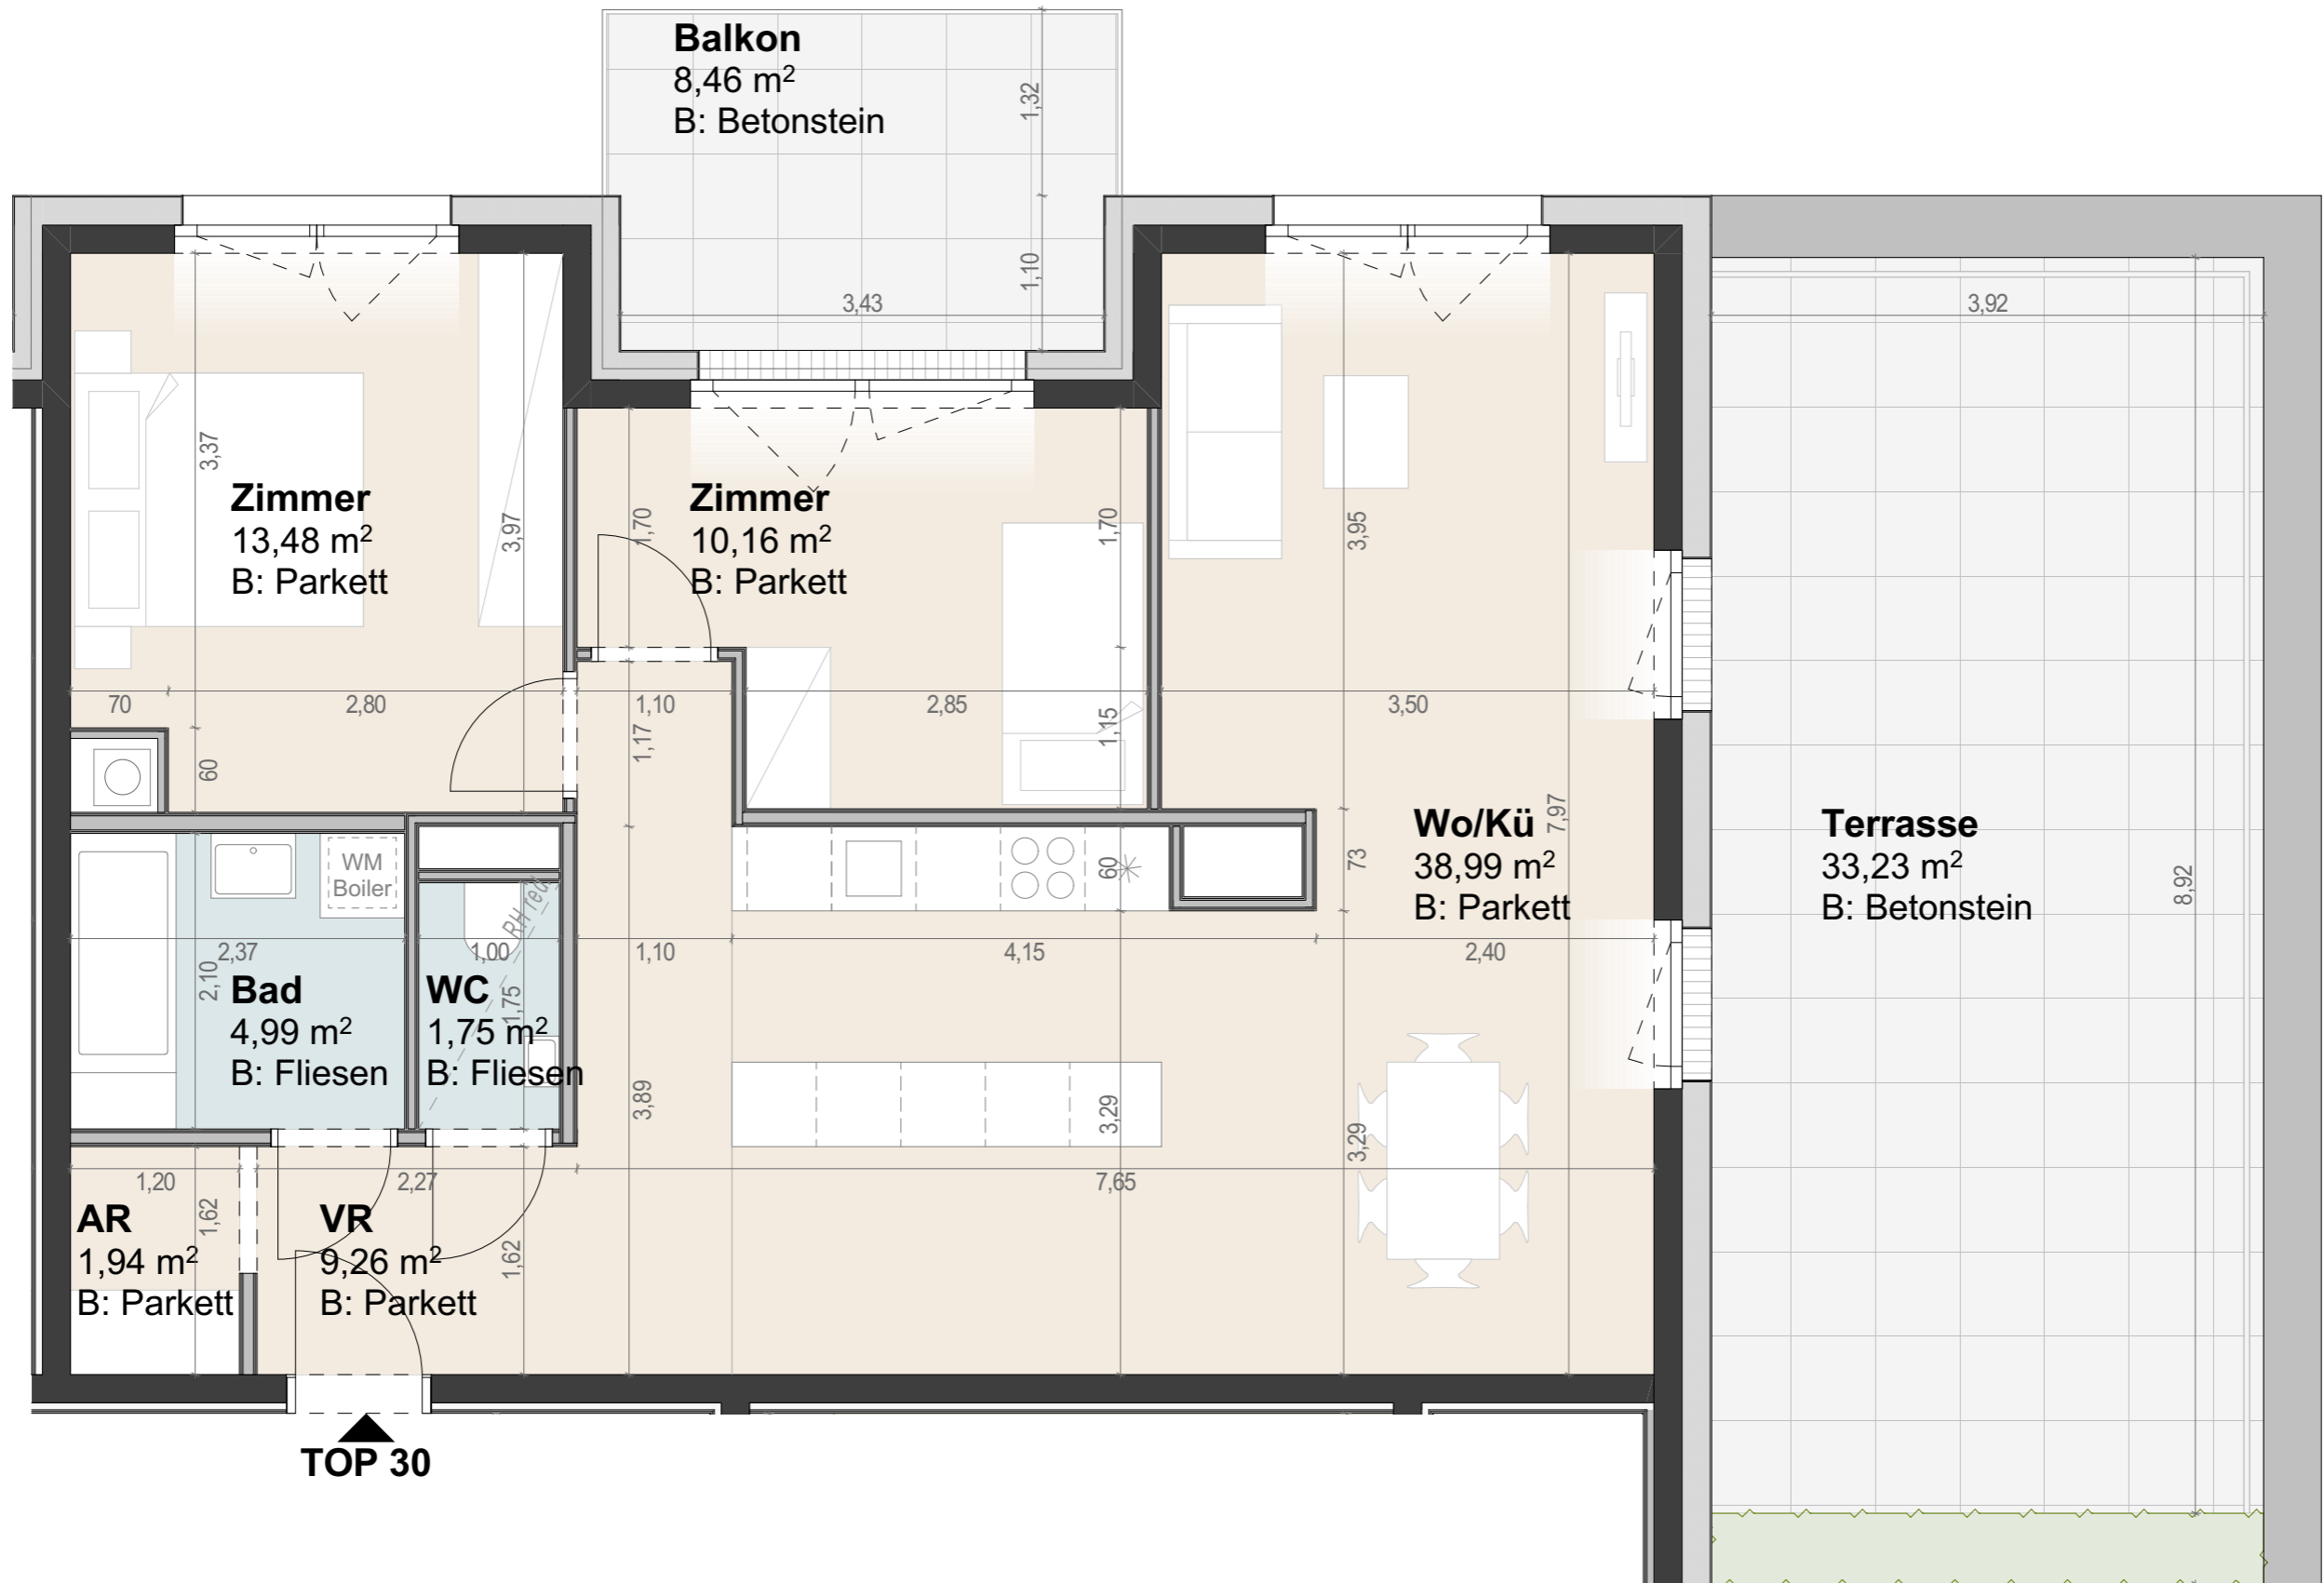 Balkon
8,46 m²
B: Betonstein
1,32
1,10
3,43
3,92
3,37
Zimmer
13,48 m²
B: Parkett
3,97
1,70
Zimmer
10,16 m²
B: Parkett
1,70
3,95
70
2,80
1,10
2,85
3,50
1,17
1,15
60
Wo/Kü
38,99 m²
B: Parkett
7,97
73
60
Terrasse
33,23 m²
B: Betonstein
8,92
WM
Boiler
RH red.
2,37
1,00
1,10
4,15
2,40
2,10
Bad
4,99 m²
B: Fliesen
WC
1,75 m²
B: Fliesen
1,75
3,89
3,29
3,29
1,20
2,27
7,65
AR
1,94 m²
B: Parkett
1,62
VR
9,26 m²
B: Parkett
1,62
TOP 30